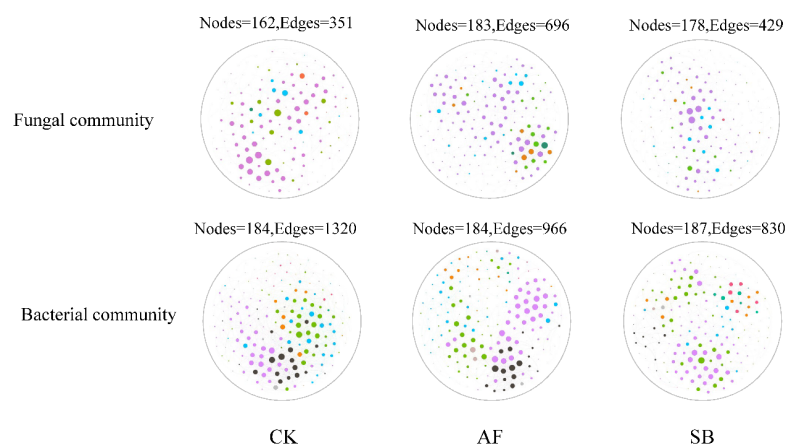 Nodes=162,Edges=351
Nodes=183,Edges=696
Nodes=178,Edges=429
Fungal community
Nodes=184,Edges=1320
Nodes=184,Edges=966
Nodes=187,Edges=830
Bacterial community
CK
AF
SB